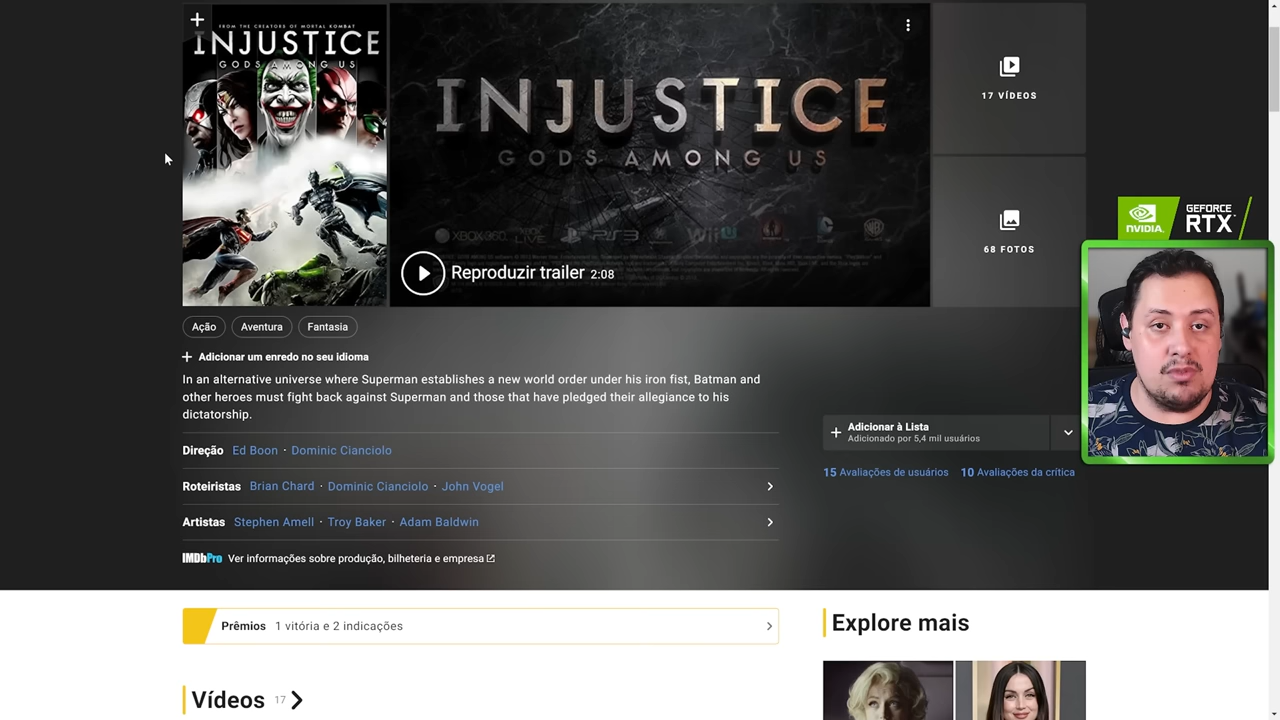 FROM THE CREATORS OF MORTAL KOMBAT
INJUSTICE
GODS AMONG US
INJUSTICE
GODS AMONG US
XBOX 360
XBOX LIVE
PS3
WiiU
Reproduzir trailer 2:08
17 VÍDEOS
68 FOTOS
NVIDIA.
GEFORCE
RTX
Ação
Aventura
Fantasia
+ Adicionar um enredo no seu idioma
In an alternative universe where Superman establishes a new world order under his iron fist, Batman and
other heroes must fight back against Superman and those that have pledged their allegiance to his
dictatorship.
Direção Ed Boon · Dominic Cianciolo
Roteiristas Brian Chard · Dominic Cianciolo · John Vogel
Artistas Stephen Amell · Troy Baker · Adam Baldwin
IMDbPro Ver informações sobre produção, bilheteria e empresa
+ Adicionar à Lista
Adicionado por 5,4 mil usuários
15 Avaliações de usuários 10 Avaliações da crítica
Prêmios 1 vitória e 2 indicações
Vídeos 17
Explore mais